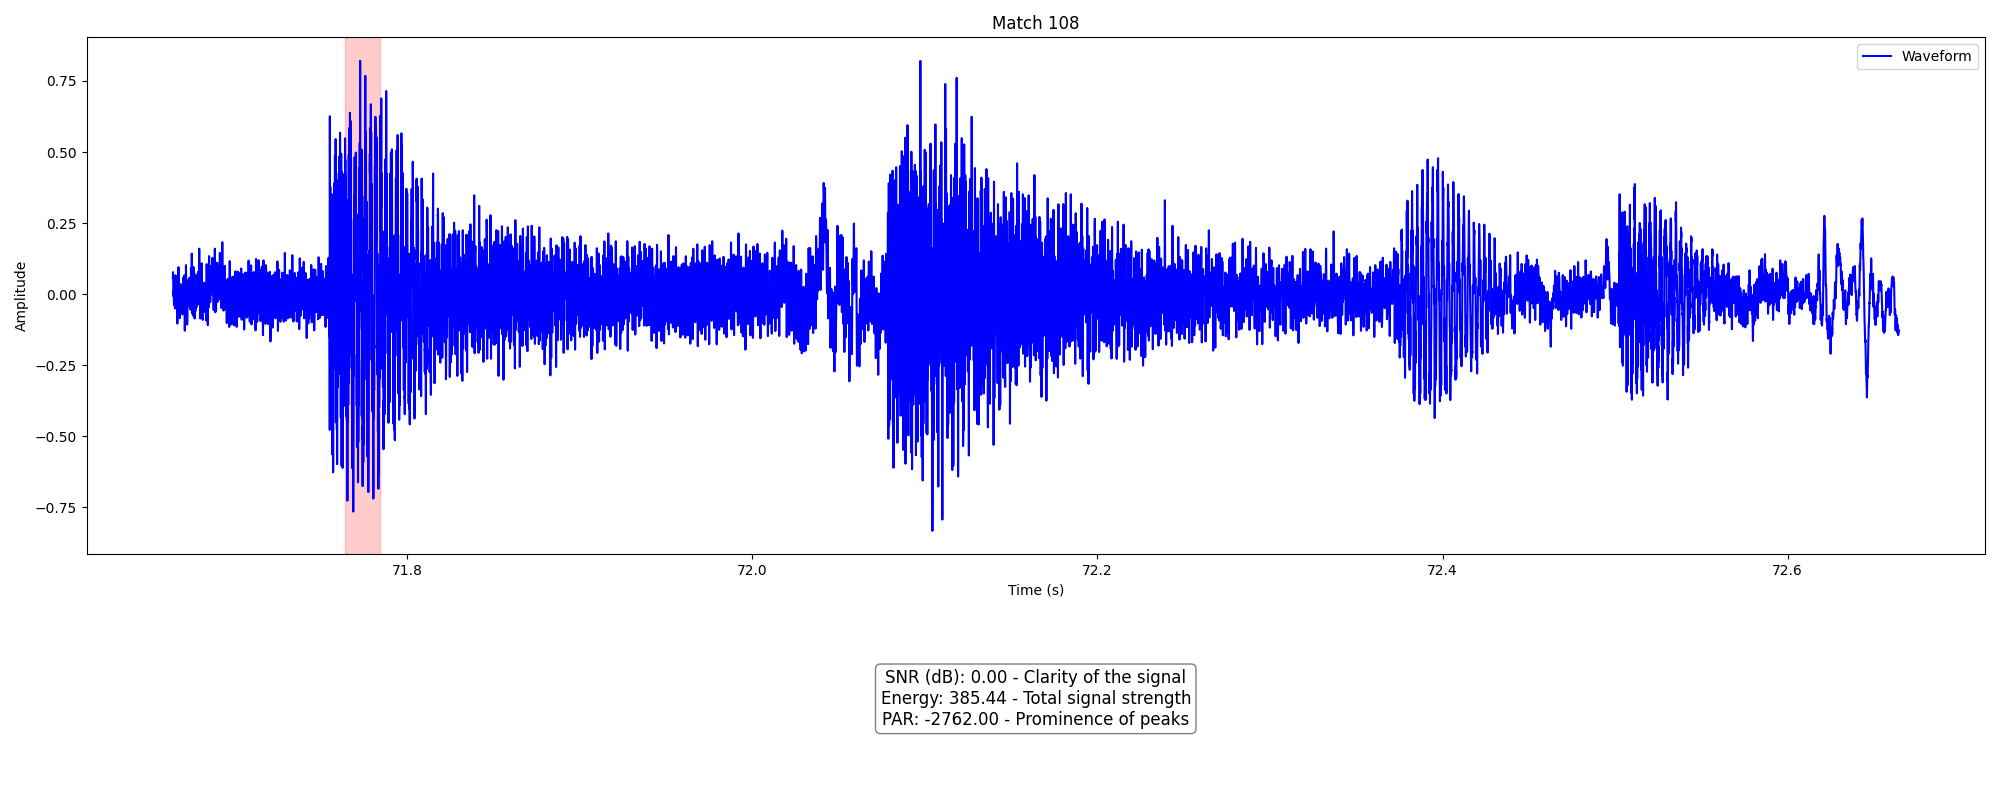 Match 108
Waveform
0.75
0.50
0.25
0.00
−0.25
−0.50
−0.75
Amplitude
71.8 72.0 72.2 72.4 72.6
Time (s)
SNR (dB): 0.00 - Clarity of the signal
Energy: 385.44 - Total signal strength
PAR: -2762.00 - Prominence of peaks